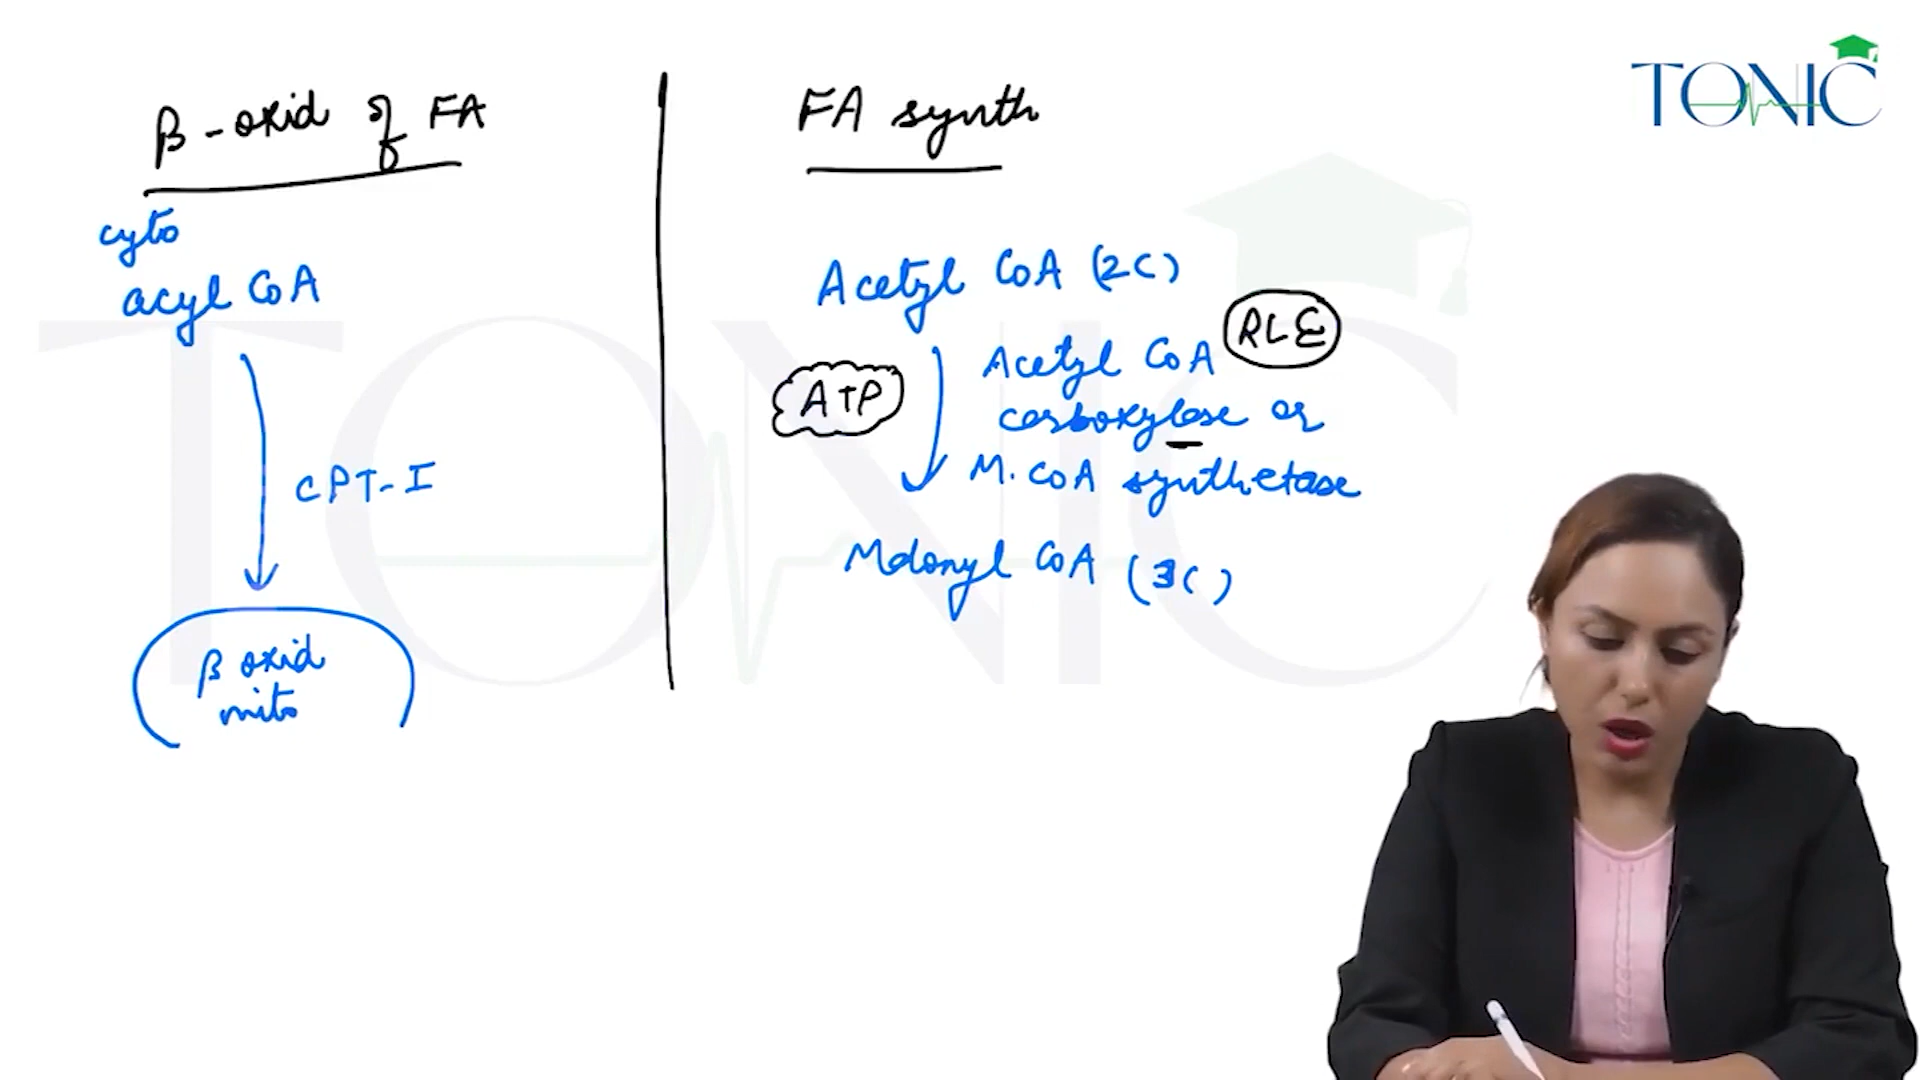 β-oxid of FA
cyto
acyl CoA
CPT-I
β oxid
mito
FA synth
Acetyl CoA (2C)
ATP
Acetyl CoA
RLE
carboxylase or
M. CoA synthetase
Malonyl CoA (3C)
TONIC
TONIC